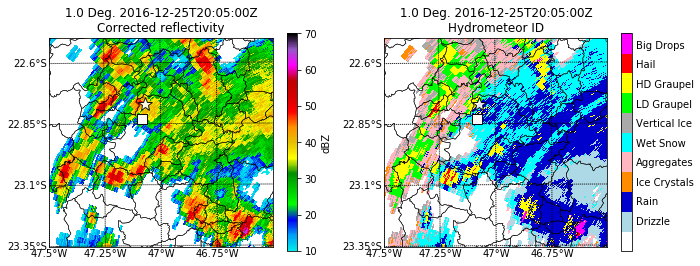 1.0 Deg. 2016-12-25T20:05:00Z
Corrected reflectivity
22.6°S
22.85°S
23.1°S
23.35°S
47.5°W
47.25°W
47°W
46.75°W
70
60
50
40
30
20
10
dBZ
1.0 Deg. 2016-12-25T20:05:00Z
Hydrometeor ID
22.6°S
22.85°S
23.1°S
23.35°S
47.5°W
47.25°W
47°W
46.75°W
Big Drops
Hail
HD Graupel
LD Graupel
Vertical Ice
Wet Snow
Aggregates
Ice Crystals
Rain
Drizzle